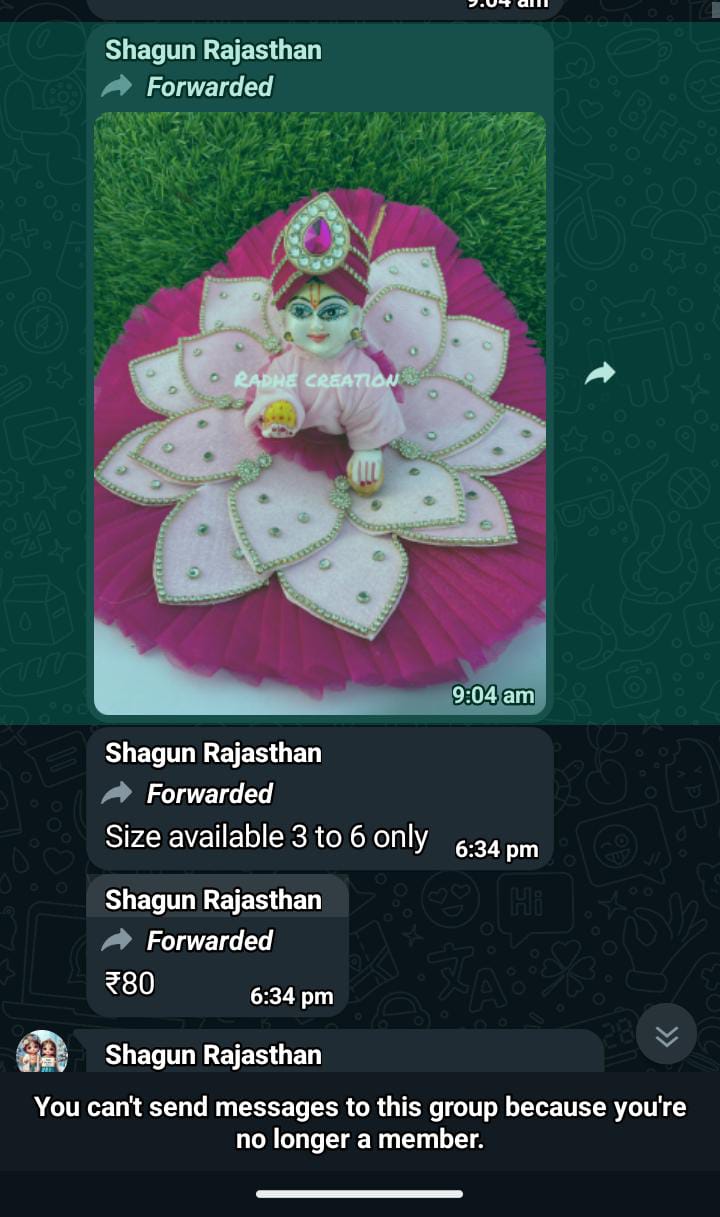 9:04 am
Shagun Rajasthan
Forwarded
RADHE CREATION
9:04 am
Shagun Rajasthan
Forwarded
Size available 3 to 6 only
6:34 pm
Shagun Rajasthan
Forwarded
₹80
6:34 pm
Shagun Rajasthan
You can't send messages to this group because you're
no longer a member.